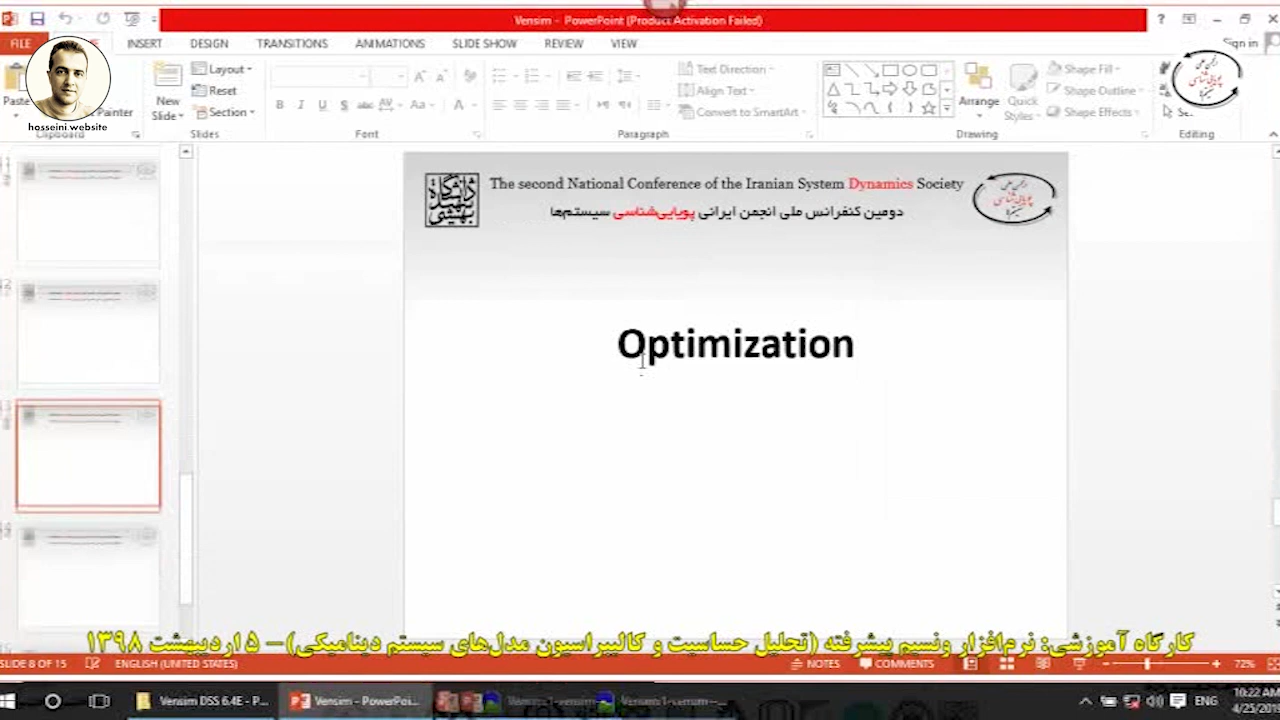 Vensim - PowerPoint (Product Activation Failed)
FILE INSERT DESIGN TRANSITIONS ANIMATIONS SLIDE SHOW REVIEW VIEW Sign in
Paste
Painter
Clipboard
New Slide
Layout
Reset
Section
Slides
Font
Text Direction
Align Text
Convert to SmartArt
Paragraph
Arrange
Quick Styles
Shape Fill
Shape Outline
Shape Effects
Drawing
Editing
hosseini.website
The second National Conference of the Iranian System Dynamics Society
دومین کنفرانس ملی انجمن ایرانی پویایی‌شناسی سیستم‌ها
Optimization
کارگاه آموزشی: نرم‌افزار ونسیم پیشرفته (تحلیل حساسیت و کالیبراسیون مدل‌های سیستم دینامیکی) – ۵ اردیبهشت ۱۳۹۸
SLIDE 8 OF 15 ENGLISH (UNITED STATES) NOTES COMMENTS 72%
Vensim DSS 6.4E - P...
Vensim - PowerPoi...
ENG
10:22 AM